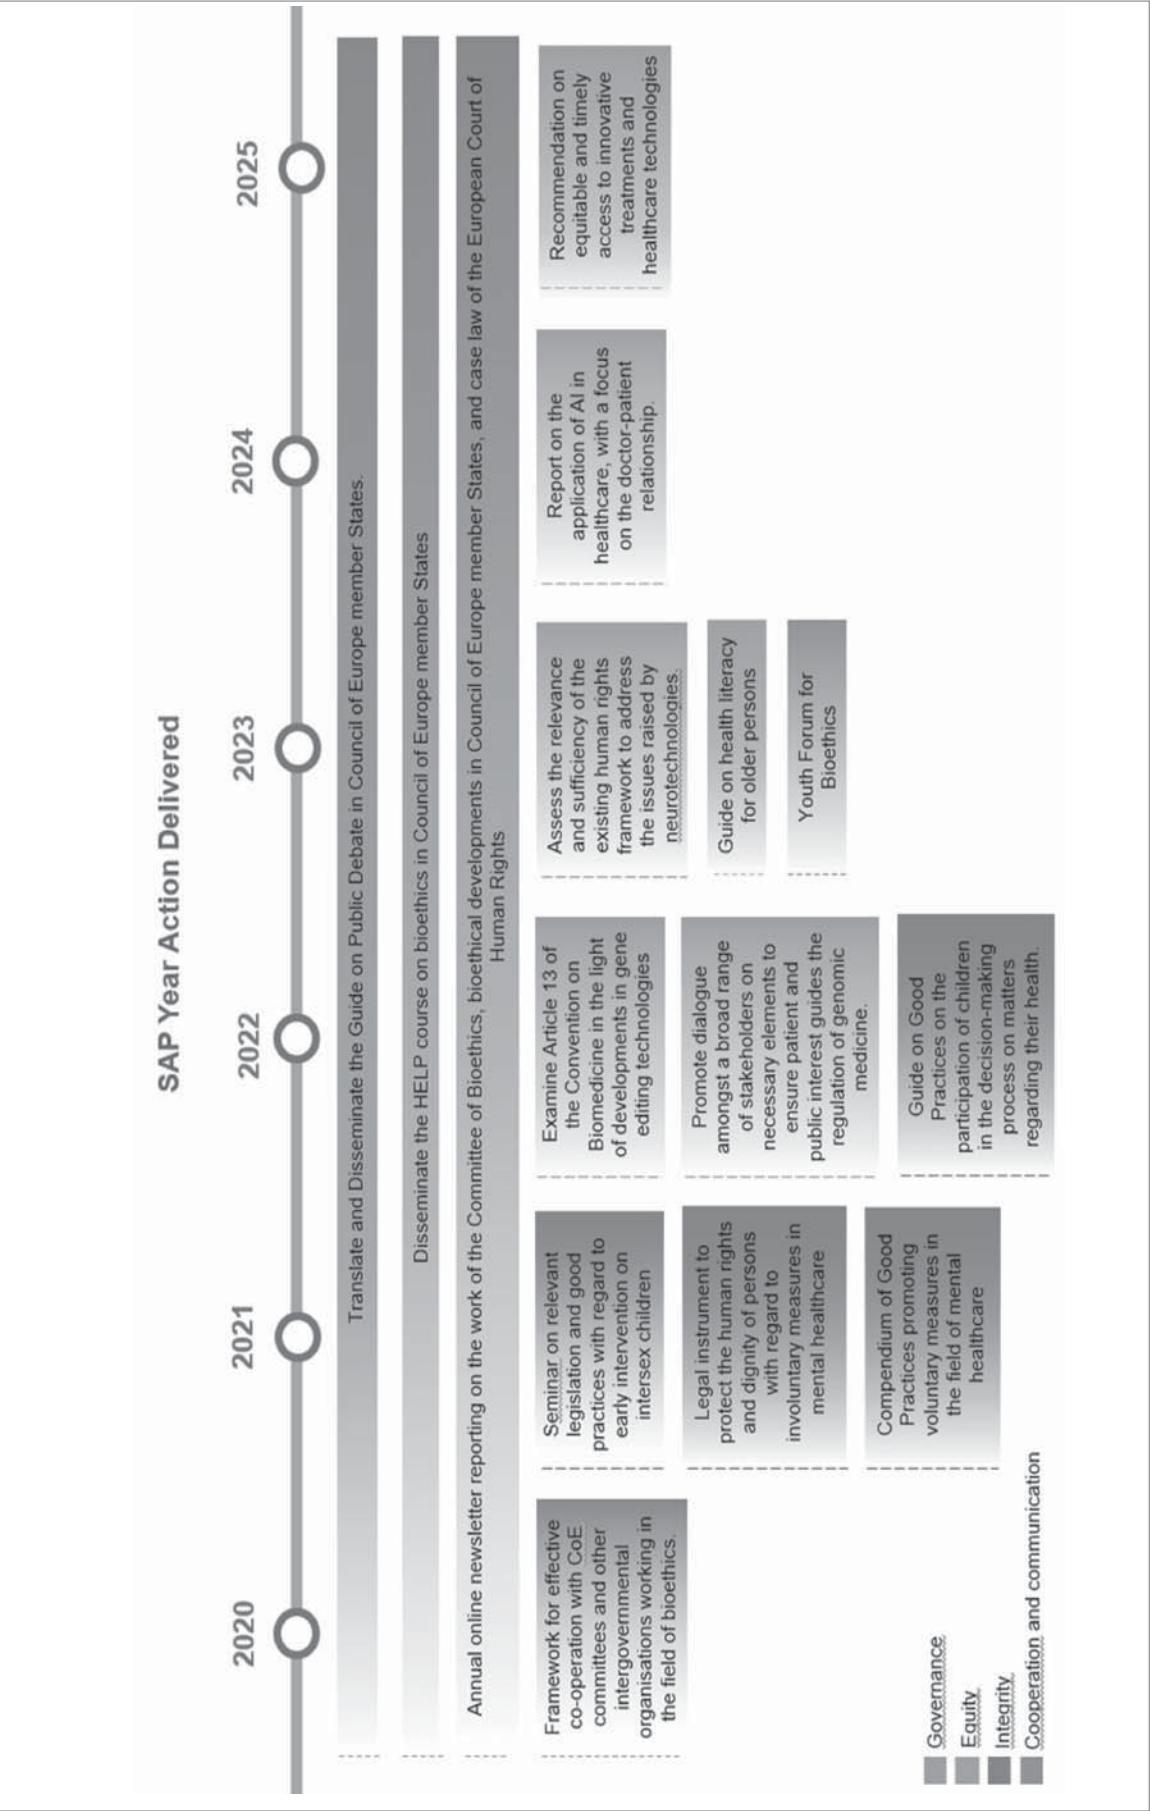 SAP Year Action Delivered
2020
2021
2022
2023
2024
2025
Translate and Disseminate the Guide on Public Debate in Council of Europe member States.
Disseminate the HELP course on bioethics in Council of Europe member States
Annual online newsletter reporting on the work of the Committee of Bioethics, bioethical developments in Council of Europe member States, and case law of the European Court of
Human Rights
Framework for effective
co-operation with CoE
committees and other
intergovernmental
organisations working in
the field of bioethics.
Seminar on relevant
legislation and good
practices with regard to
early intervention on
intersex children
Legal instrument to
protect the human rights
and dignity of persons
with regard to
involuntary measures in
mental healthcare
Compendium of Good
Practices promoting
voluntary measures in
the field of mental
healthcare
Examine Article 13 of
the Convention on
Biomedicine in the light
of developments in gene
editing technologies
Promote dialogue
amongst a broad range
of stakeholders on
necessary elements to
ensure patient and
public interest guides the
regulation of genomic
medicine.
Guide on Good
Practices on the
participation of children
in the decision-making
process on matters
regarding their health.
Assess the relevance
and sufficiency of the
existing human rights
framework to address
the issues raised by
neurotechnologies.
Guide on health literacy
for older persons
Youth Forum for
Bioethics
Report on the
application of AI in
healthcare, with a focus
on the doctor-patient
relationship.
Recommendation on
equitable and timely
access to innovative
treatments and
healthcare technologies
Governance
Equity
Integrity
Cooperation and communication